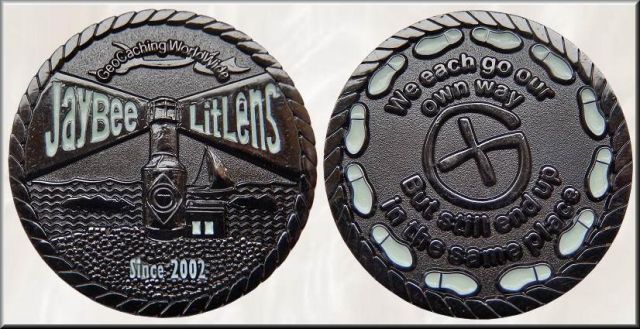 GeoCaching WorldWide
JayBee LitLens
Since 2002
We each go our
own way
But still end up
in the same place